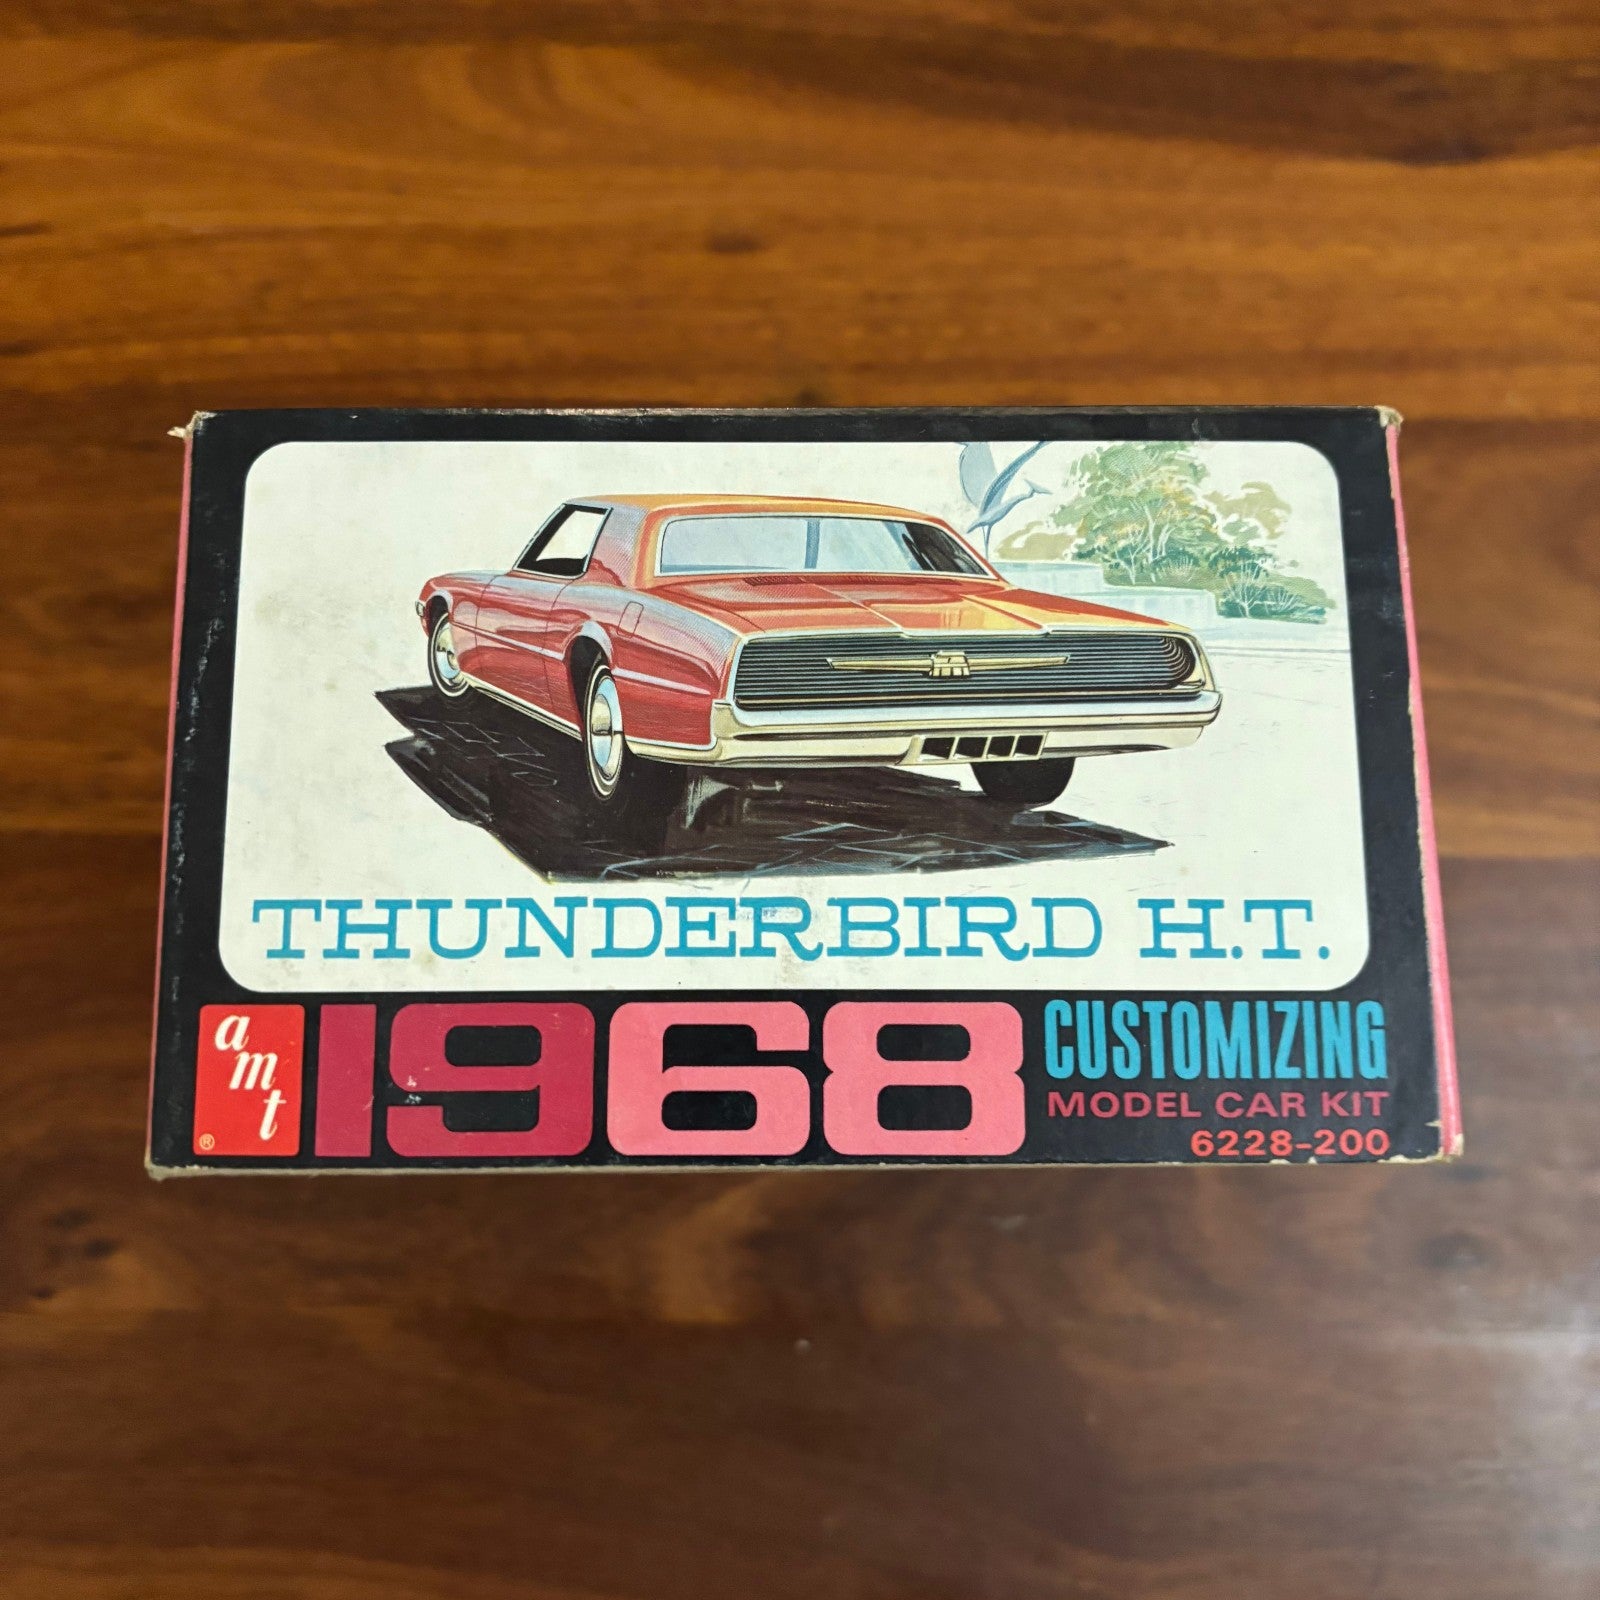 THUNDERBIRD H.T.
amt
®
1968
CUSTOMIZING
MODEL CAR KIT
6228-200